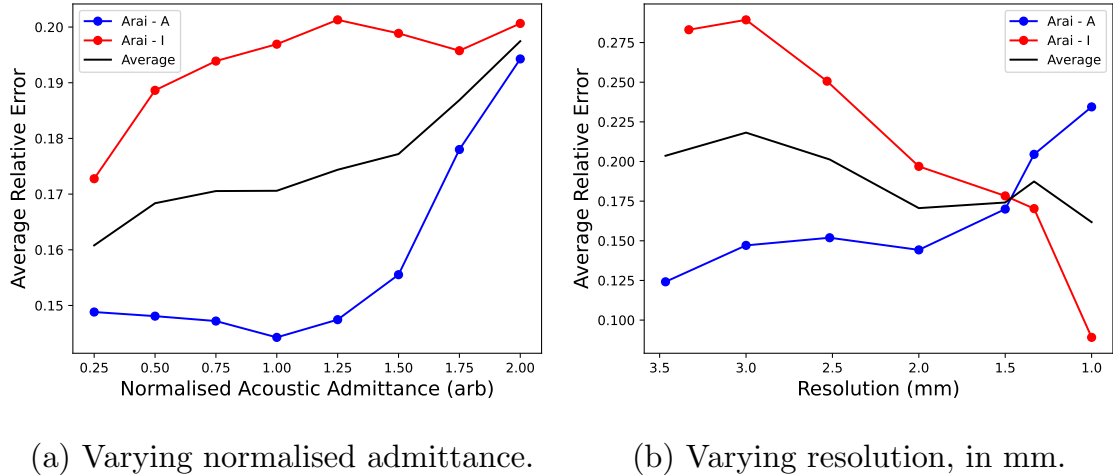 Average Relative Error
0.20
0.19
0.18
0.17
0.16
0.15
Arai - A
Arai - I
Average
0.25 0.50 0.75 1.00 1.25 1.50 1.75 2.00
Normalised Acoustic Admittance (arb)
(a) Varying normalised admittance.
Average Relative Error
0.275
0.250
0.225
0.200
0.175
0.150
0.125
0.100
Arai - A
Arai - I
Average
3.5 3.0 2.5 2.0 1.5 1.0
Resolution (mm)
(b) Varying resolution, in mm.